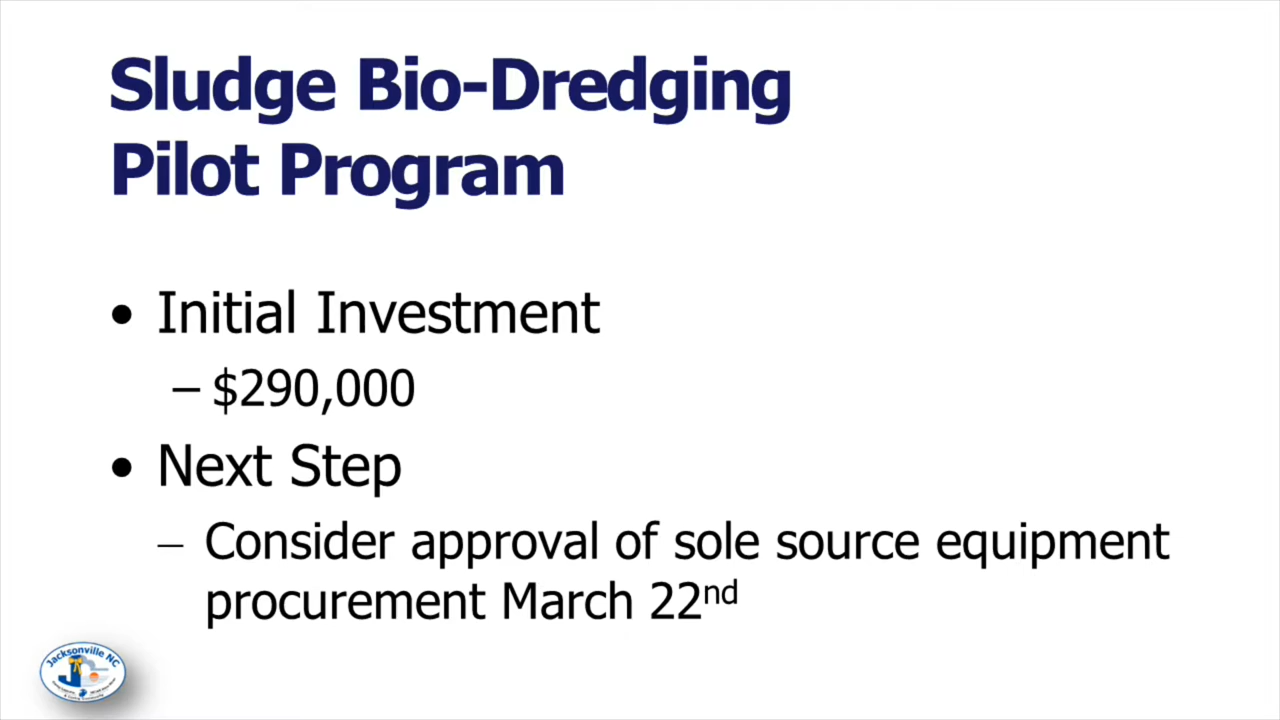 Sludge Bio-Dredging
Pilot Program
• Initial Investment
– $290,000
• Next Step
– Consider approval of sole source equipment
procurement March 22nd
Jacksonville NC